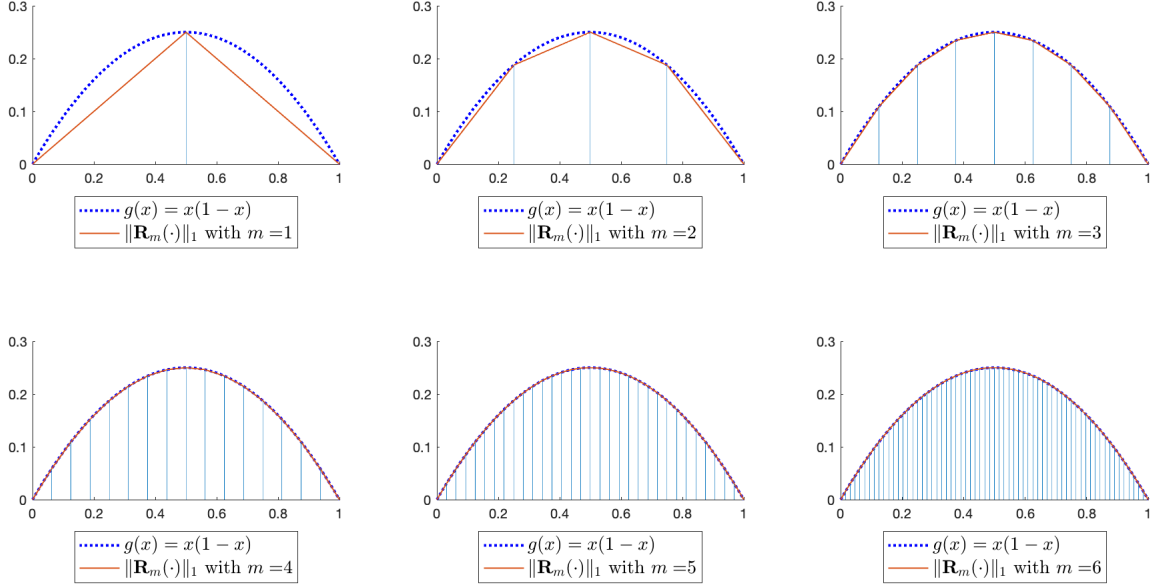 0.3
0.2
0.1
0
0 0.2 0.4 0.6 0.8 1
g(x) = x(1 − x)
‖R_m(·)‖_1 with m =1
0.3
0.2
0.1
0
0 0.2 0.4 0.6 0.8 1
g(x) = x(1 − x)
‖R_m(·)‖_1 with m =2
0.3
0.2
0.1
0
0 0.2 0.4 0.6 0.8 1
g(x) = x(1 − x)
‖R_m(·)‖_1 with m =3
0.3
0.2
0.1
0
0 0.2 0.4 0.6 0.8 1
g(x) = x(1 − x)
‖R_m(·)‖_1 with m =4
0.3
0.2
0.1
0
0 0.2 0.4 0.6 0.8 1
g(x) = x(1 − x)
‖R_m(·)‖_1 with m =5
0.3
0.2
0.1
0
0 0.2 0.4 0.6 0.8 1
g(x) = x(1 − x)
‖R_m(·)‖_1 with m =6